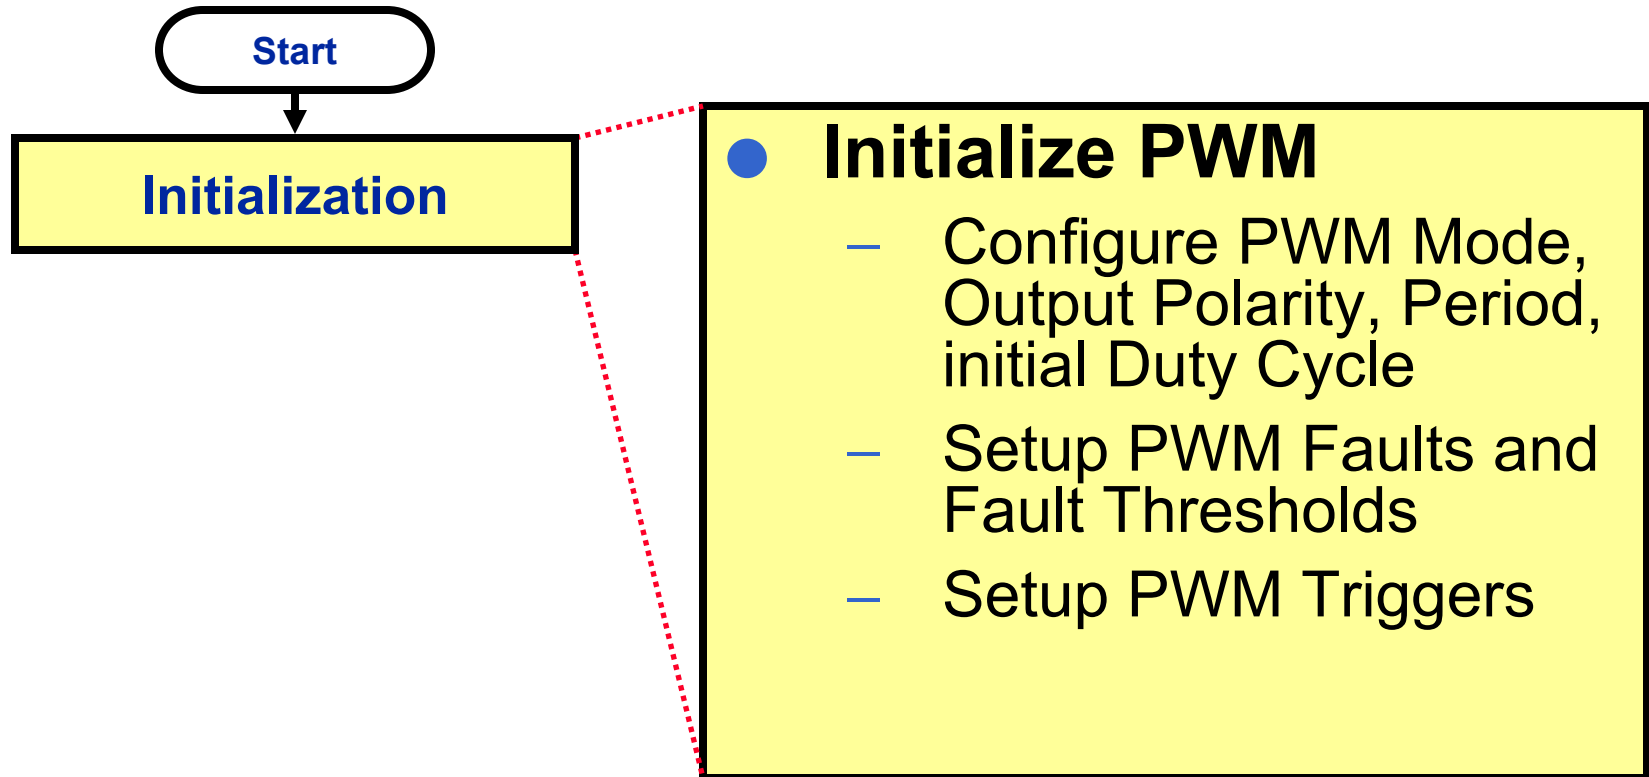 Start
Initialization
● Initialize PWM
– Configure PWM Mode,
Output Polarity, Period,
initial Duty Cycle
– Setup PWM Faults and
Fault Thresholds
– Setup PWM Triggers